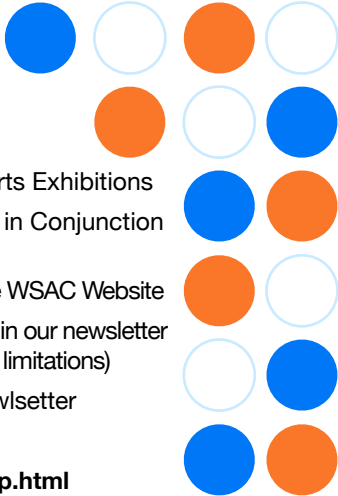 rts Exhibitions
in Conjunction
WSAC Website
in our newsletter
limitations)
wlsetter
p.html